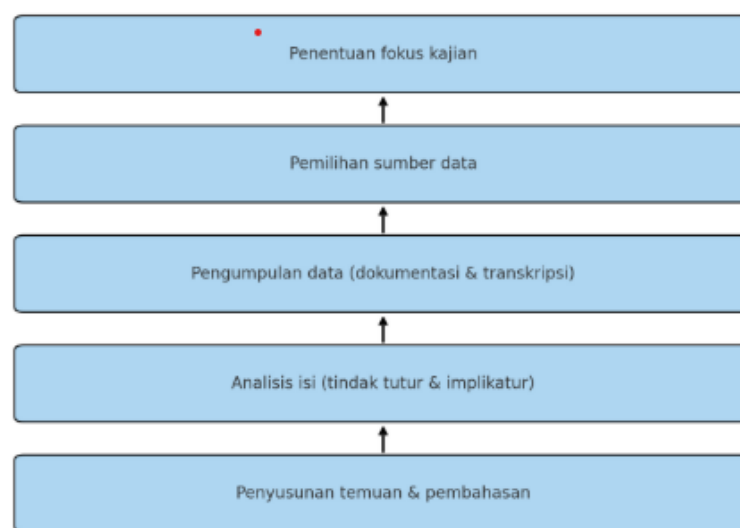 Penentuan fokus kajian
Pemilihan sumber data
Pengumpulan data (dokumentasi & transkripsi)
Analisis isi (tindak tutur & implikatur)
Penyusunan temuan & pembahasan